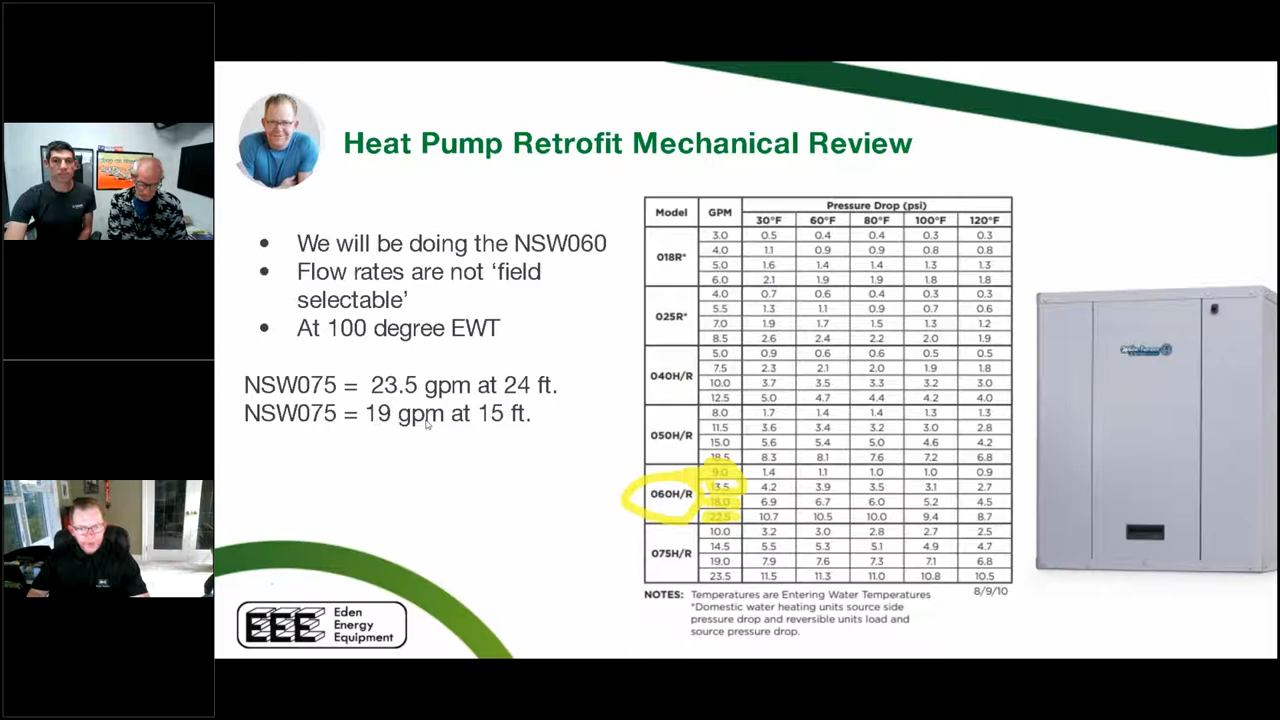 Heat Pump Retrofit Mechanical Review
• We will be doing the NSW060
• Flow rates are not ‘field
selectable’
• At 100 degree EWT
NSW075 = 23.5 gpm at 24 ft.
NSW075 = 19 gpm at 15 ft.
EEE
Eden
Energy
Equipment
Model GPM Pressure Drop (psi)
30°F 60°F 80°F 100°F 120°F
018R*
3.0 0.5 0.4 0.4 0.3 0.3
4.0 1.1 0.9 0.9 0.8 0.8
5.0 1.6 1.4 1.4 1.3 1.3
6.0 2.1 1.9 1.9 1.8 1.8
025R*
4.0 0.7 0.6 0.4 0.3 0.3
5.5 1.3 1.1 0.9 0.7 0.6
7.0 1.9 1.7 1.5 1.3 1.2
8.5 2.6 2.4 2.2 2.0 1.9
040H/R
5.0 0.9 0.6 0.6 0.5 0.5
7.5 2.3 2.1 2.0 1.9 1.8
10.0 3.7 3.5 3.3 3.2 3.0
12.5 5.0 4.7 4.4 4.2 4.0
050H/R
8.0 1.7 1.4 1.4 1.3 1.3
11.5 3.6 3.4 3.2 3.0 2.8
15.0 5.6 5.4 5.0 4.6 4.2
18.5 8.3 8.1 7.6 7.2 6.8
060H/R
9.0 1.4 1.1 1.0 1.0 0.9
13.5 4.2 3.9 3.5 3.1 2.7
18.0 6.9 6.7 6.0 5.2 4.5
22.5 10.7 10.5 10.0 9.4 8.7
075H/R
10.0 3.2 3.0 2.8 2.7 2.5
14.5 5.5 5.3 5.1 4.9 4.7
19.0 7.9 7.6 7.3 7.1 6.8
23.5 11.5 11.3 11.0 10.8 10.5
NOTES: Temperatures are Entering Water Temperatures 8/9/10
*Domestic water heating units source side
pressure drop and reversible units load and
source pressure drop.